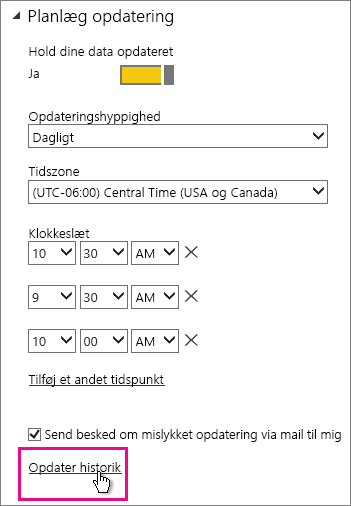 Planlæg opdatering
Hold dine data opdateret
Ja
Opdateringshyppighed
Dagligt
Tidszone
(UTC-06:00) Central Time (USA og Canada)
Klokkeslæt
10 30 AM
9 30 AM
10 00 AM
Tilføj et andet tidspunkt
Send besked om mislykket opdatering via mail til mig
Opdater historik